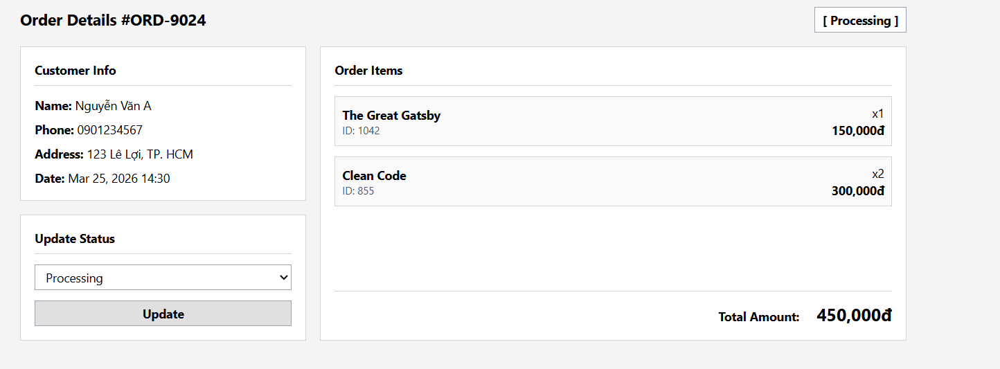 Order Details #ORD-9024
[ Processing ]
Customer Info
Name: Nguyễn Văn A
Phone: 0901234567
Address: 123 Lê Lợi, TP. HCM
Date: Mar 25, 2026 14:30
Update Status
Processing
Update
Order Items
The Great Gatsby
ID: 1042
x1
150,000đ
Clean Code
ID: 855
x2
300,000đ
Total Amount: 450,000đ